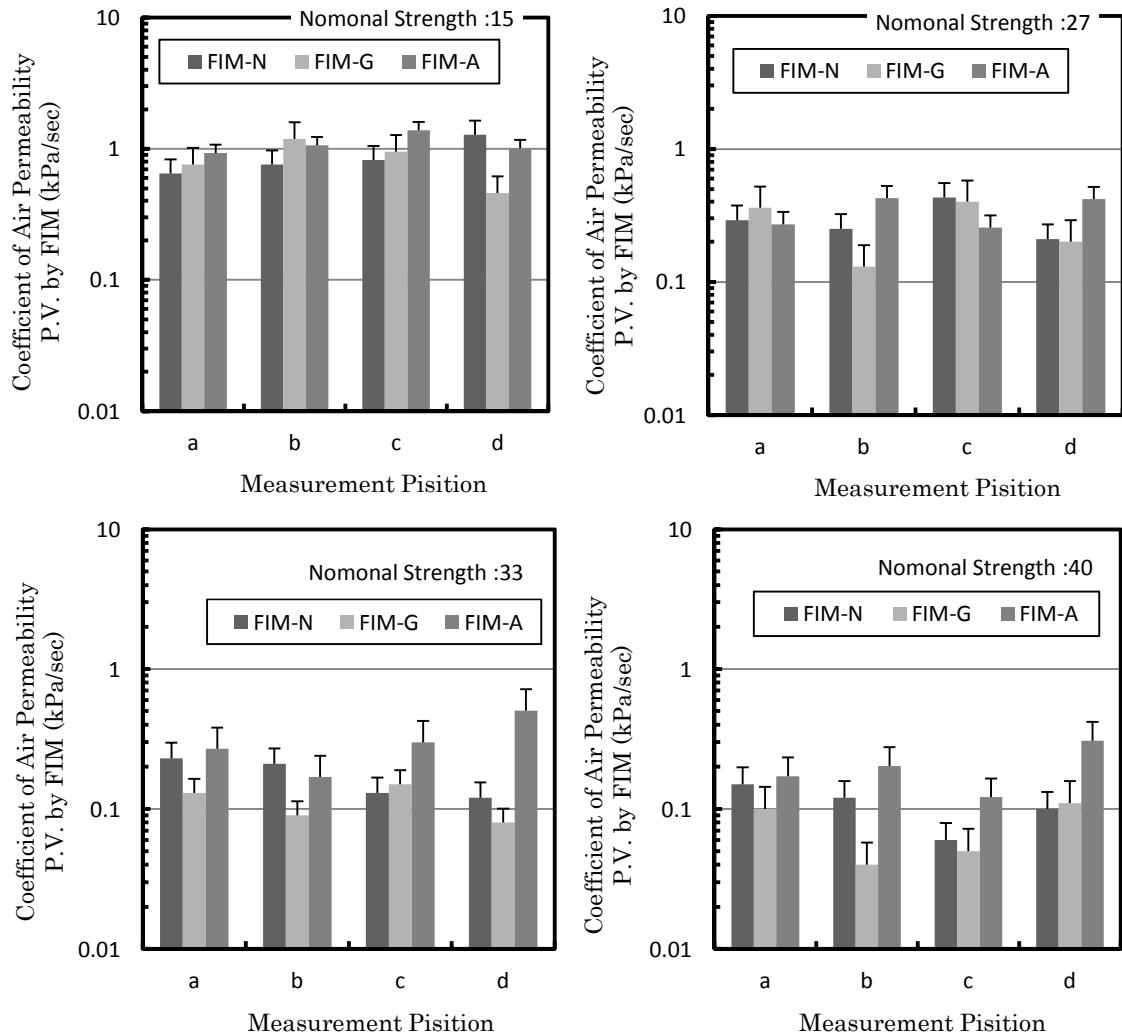 Nomonal Strength :15
FIM-N FIM-G FIM-A
Coefficient of Air Permeability
P.V. by FIM (kPa/sec)
10
1
0.1
0.01
a b c d
Measurement Pisition
Nomonal Strength :27
FIM-N FIM-G FIM-A
Coefficient of Air Permeability
P.V. by FIM (kPa/sec)
10
1
0.1
0.01
a b c d
Measurement Pisition
Nomonal Strength :33
FIM-N FIM-G FIM-A
Coefficient of Air Permeability
P.V. by FIM (kPa/sec)
10
1
0.1
0.01
a b c d
Measurement Pisition
Nomonal Strength :40
FIM-N FIM-G FIM-A
Coefficient of Air Permeability
P.V. by FIM (kPa/sec)
10
1
0.1
0.01
a b c d
Measurement Pisition